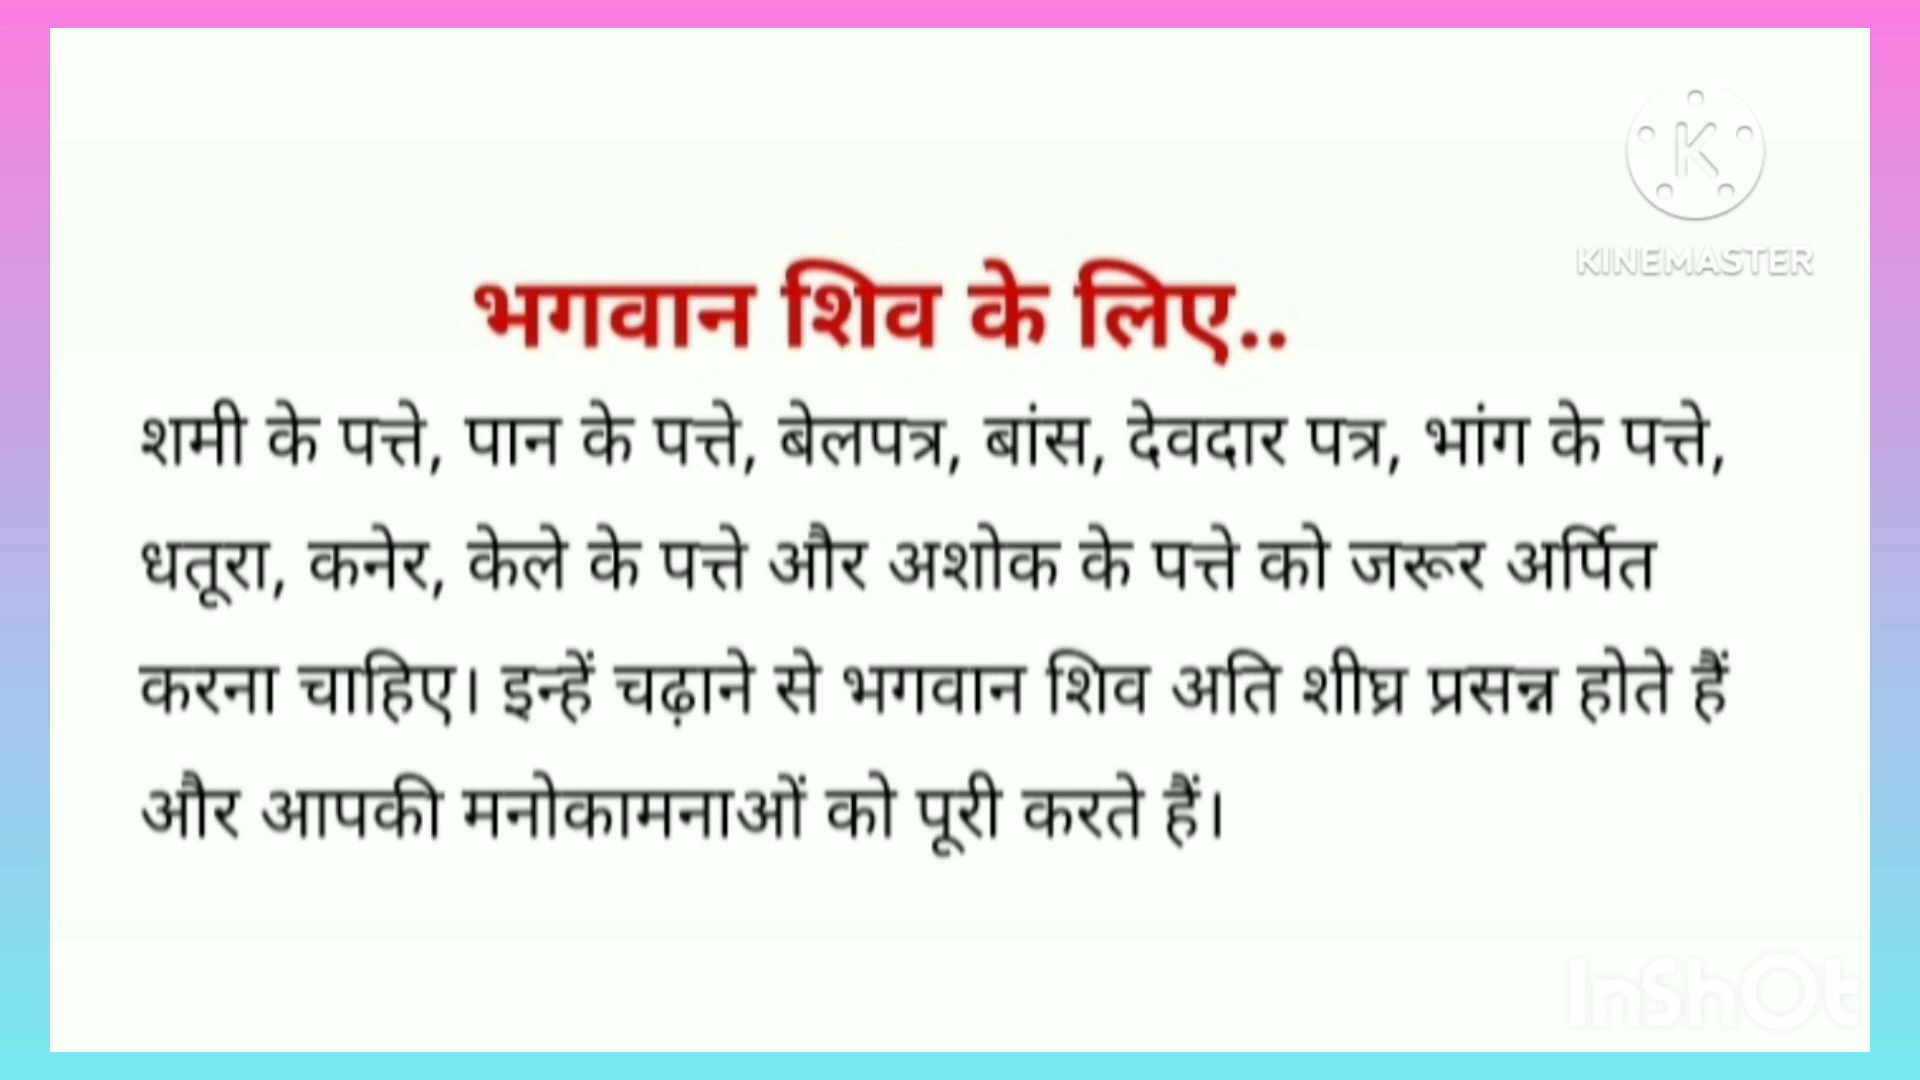 KINEMASTER
भगवान शिव के लिए..
शमी के पत्ते, पान के पत्ते, बेलपत्र, बांस, देवदार पत्र, भांग के पत्ते,
धतूरा, कनेर, केले के पत्ते और अशोक के पत्ते को जरूर अर्पित
करना चाहिए। इन्हें चढ़ाने से भगवान शिव अति शीघ्र प्रसन्न होते हैं
और आपकी मनोकामनाओं को पूरी करते हैं।
InShOt